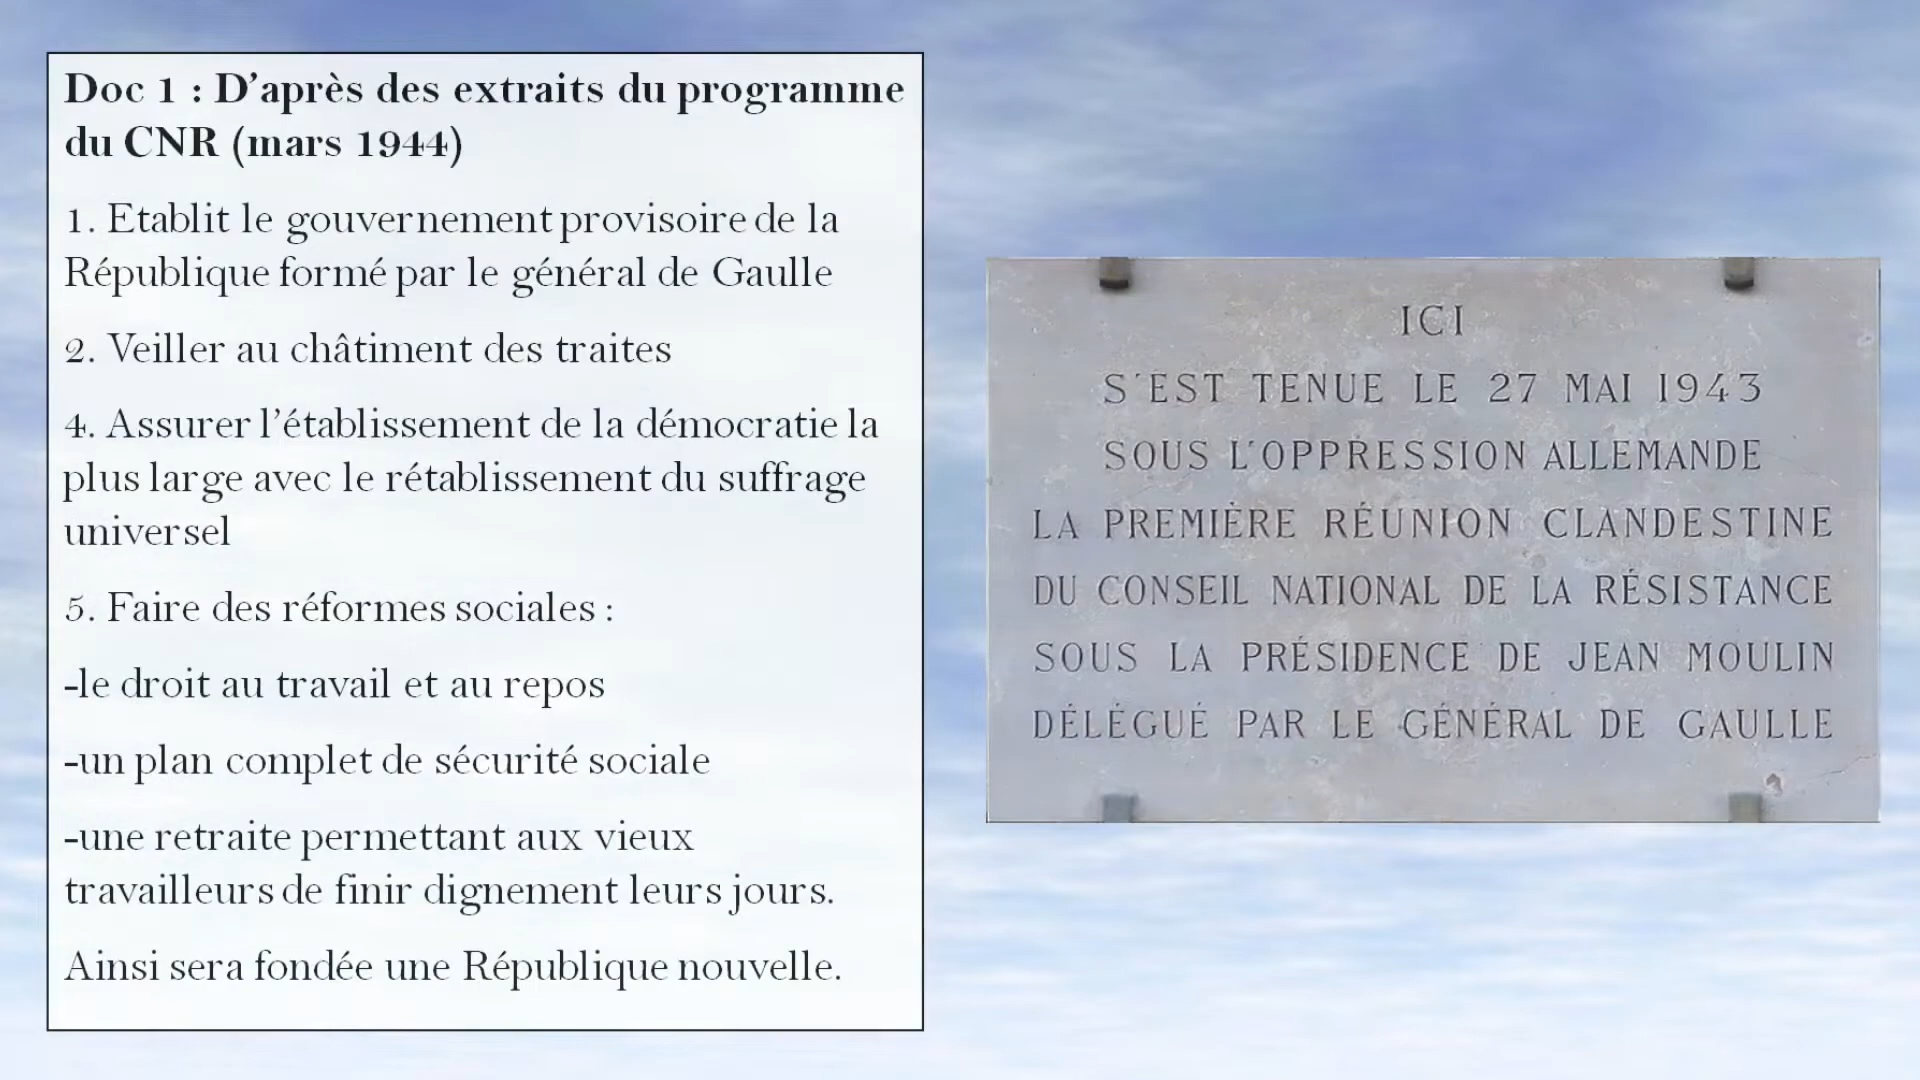 Doc 1 : D’après des extraits du programme
du CNR (mars 1944)
1. Etablit le gouvernement provisoire de la
République formé par le général de Gaulle
2. Veiller au châtiment des traites
4. Assurer l’établissement de la démocratie la
plus large avec le rétablissement du suffrage
universel
5. Faire des réformes sociales :
-le droit au travail et au repos
-un plan complet de sécurité sociale
-une retraite permettant aux vieux
travailleurs de finir dignement leurs jours.
Ainsi sera fondée une République nouvelle.
ICI
S'EST TENUE LE 27 MAI 1943
SOUS L'OPPRESSION ALLEMANDE
LA PREMIÈRE RÉUNION CLANDESTINE
DU CONSEIL NATIONAL DE LA RÉSISTANCE
SOUS LA PRÉSIDENCE DE JEAN MOULIN
DÉLÉGUÉ PAR LE GÉNÉRAL DE GAULLE